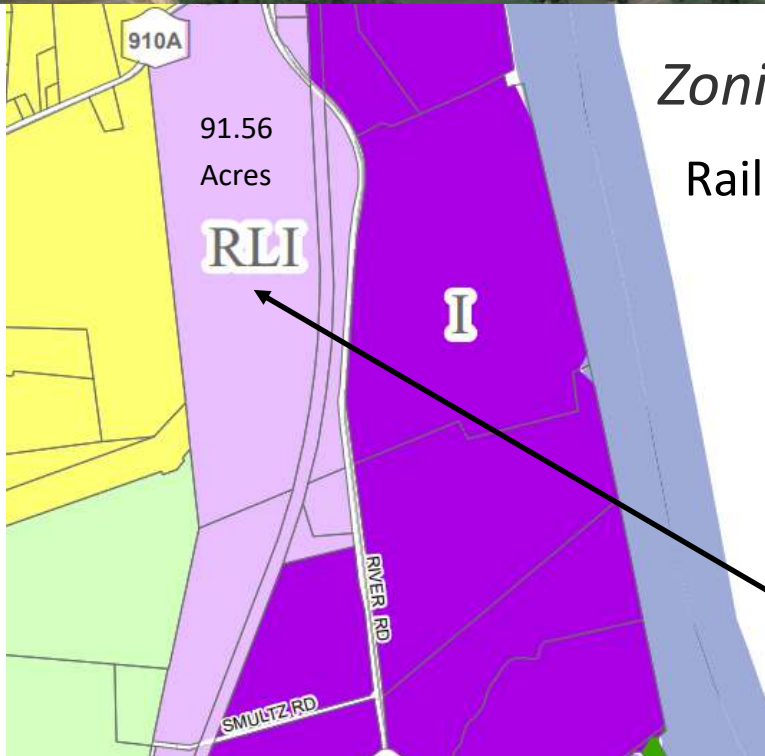 910A
Zoni
91.56
Acres
Rail
RLI
I
RIVER RD
SMULTZ RD